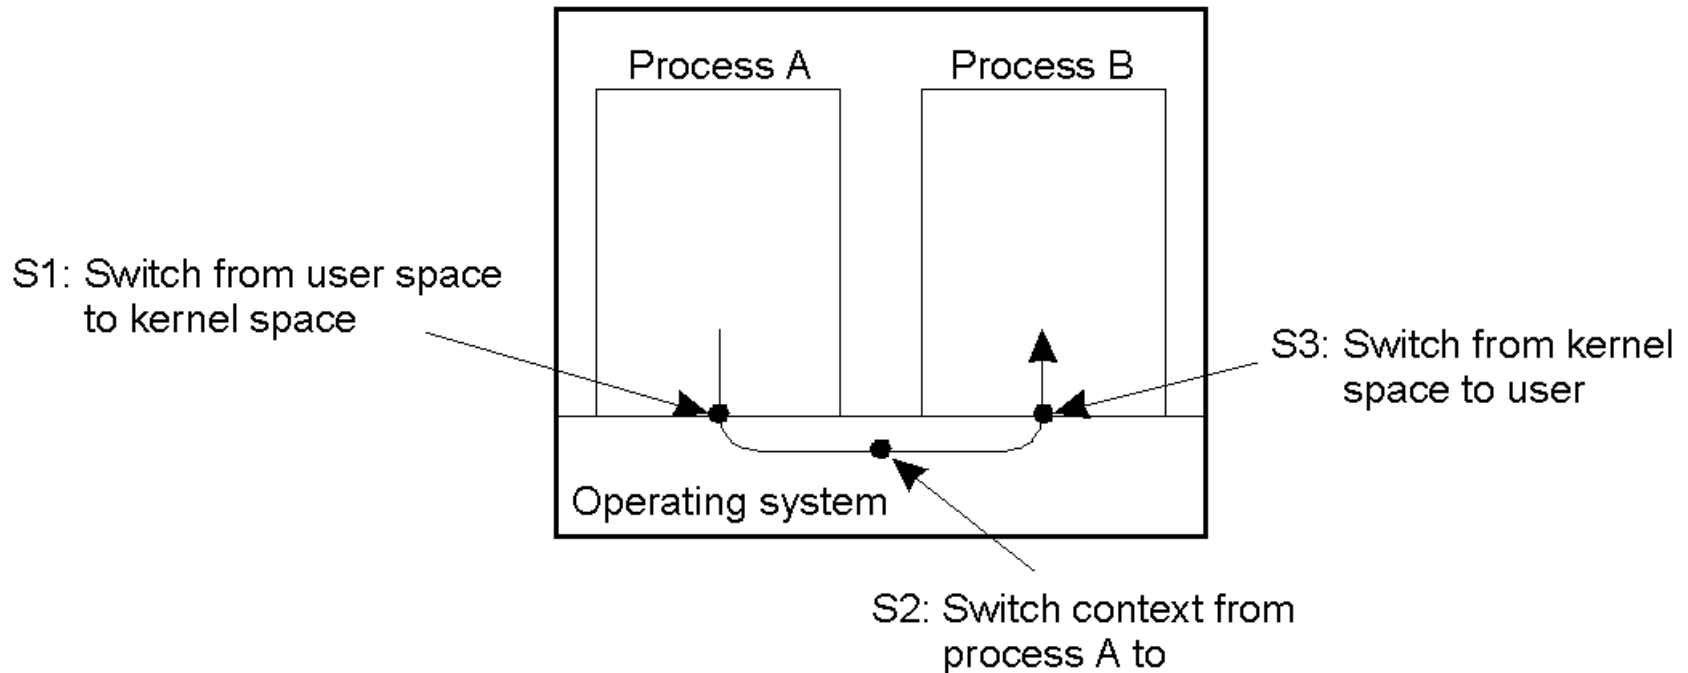 Process A
Process B
S1: Switch from user space
to kernel space
S3: Switch from kernel
space to user
Operating system
S2: Switch context from
process A to